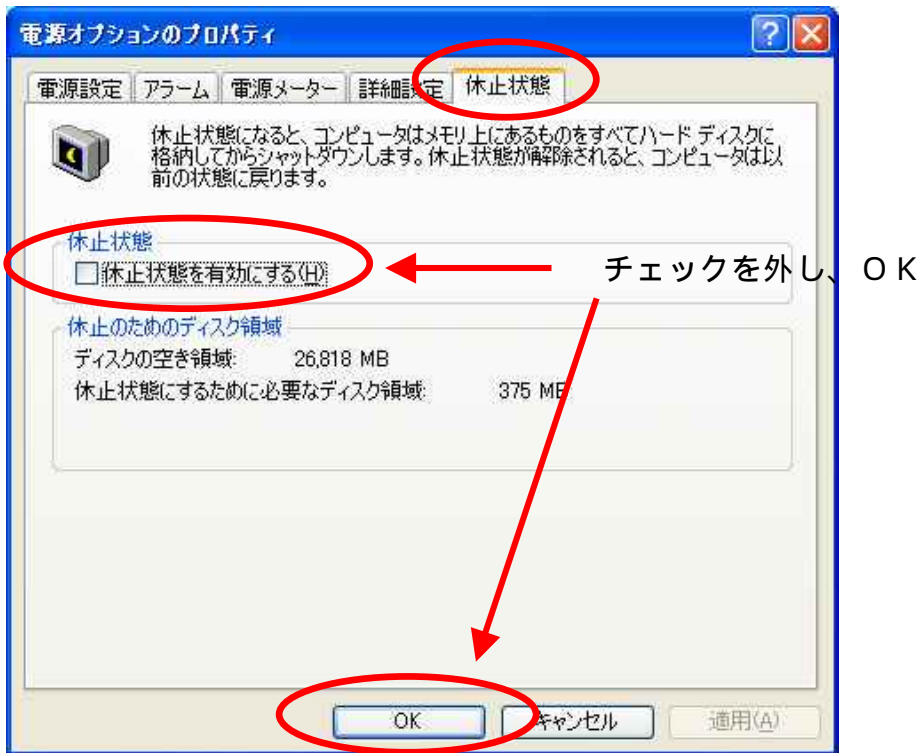 電源オプションのプロパティ
電源設定 アラーム 電源メーター 詳細設定 休止状態
休止状態になると、コンピュータはメモリ上にあるものをすべてハード ディスクに
格納してからシャットダウンします。休止状態が解除されると、コンピュータは以
前の状態に戻ります。
休止状態
休止状態を有効にする(H)
チェックを外し、ＯＫ
休止のためのディスク領域
ディスクの空き領域: 26,818 MB
休止状態にするために必要なディスク領域: 375 MB
OK キャンセル 適用(A)